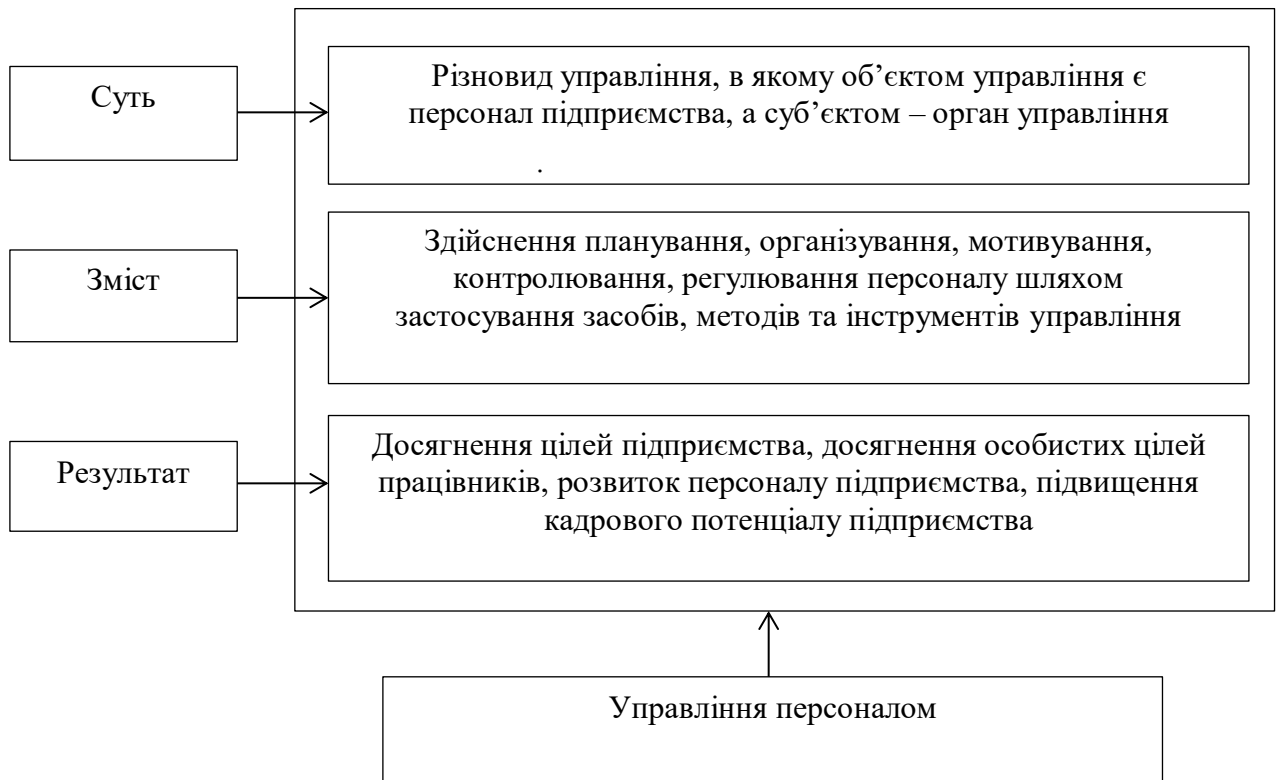 Суть
Різновид управління, в якому об’єктом управління є
персонал підприємства, а суб’єктом – орган управління
.
Зміст
Здійснення планування, організування, мотивування,
контролювання, регулювання персоналу шляхом
застосування засобів, методів та інструментів управління
Результат
Досягнення цілей підприємства, досягнення особистих цілей
працівників, розвиток персоналу підприємства, підвищення
кадрового потенціалу підприємства
Управління персоналом